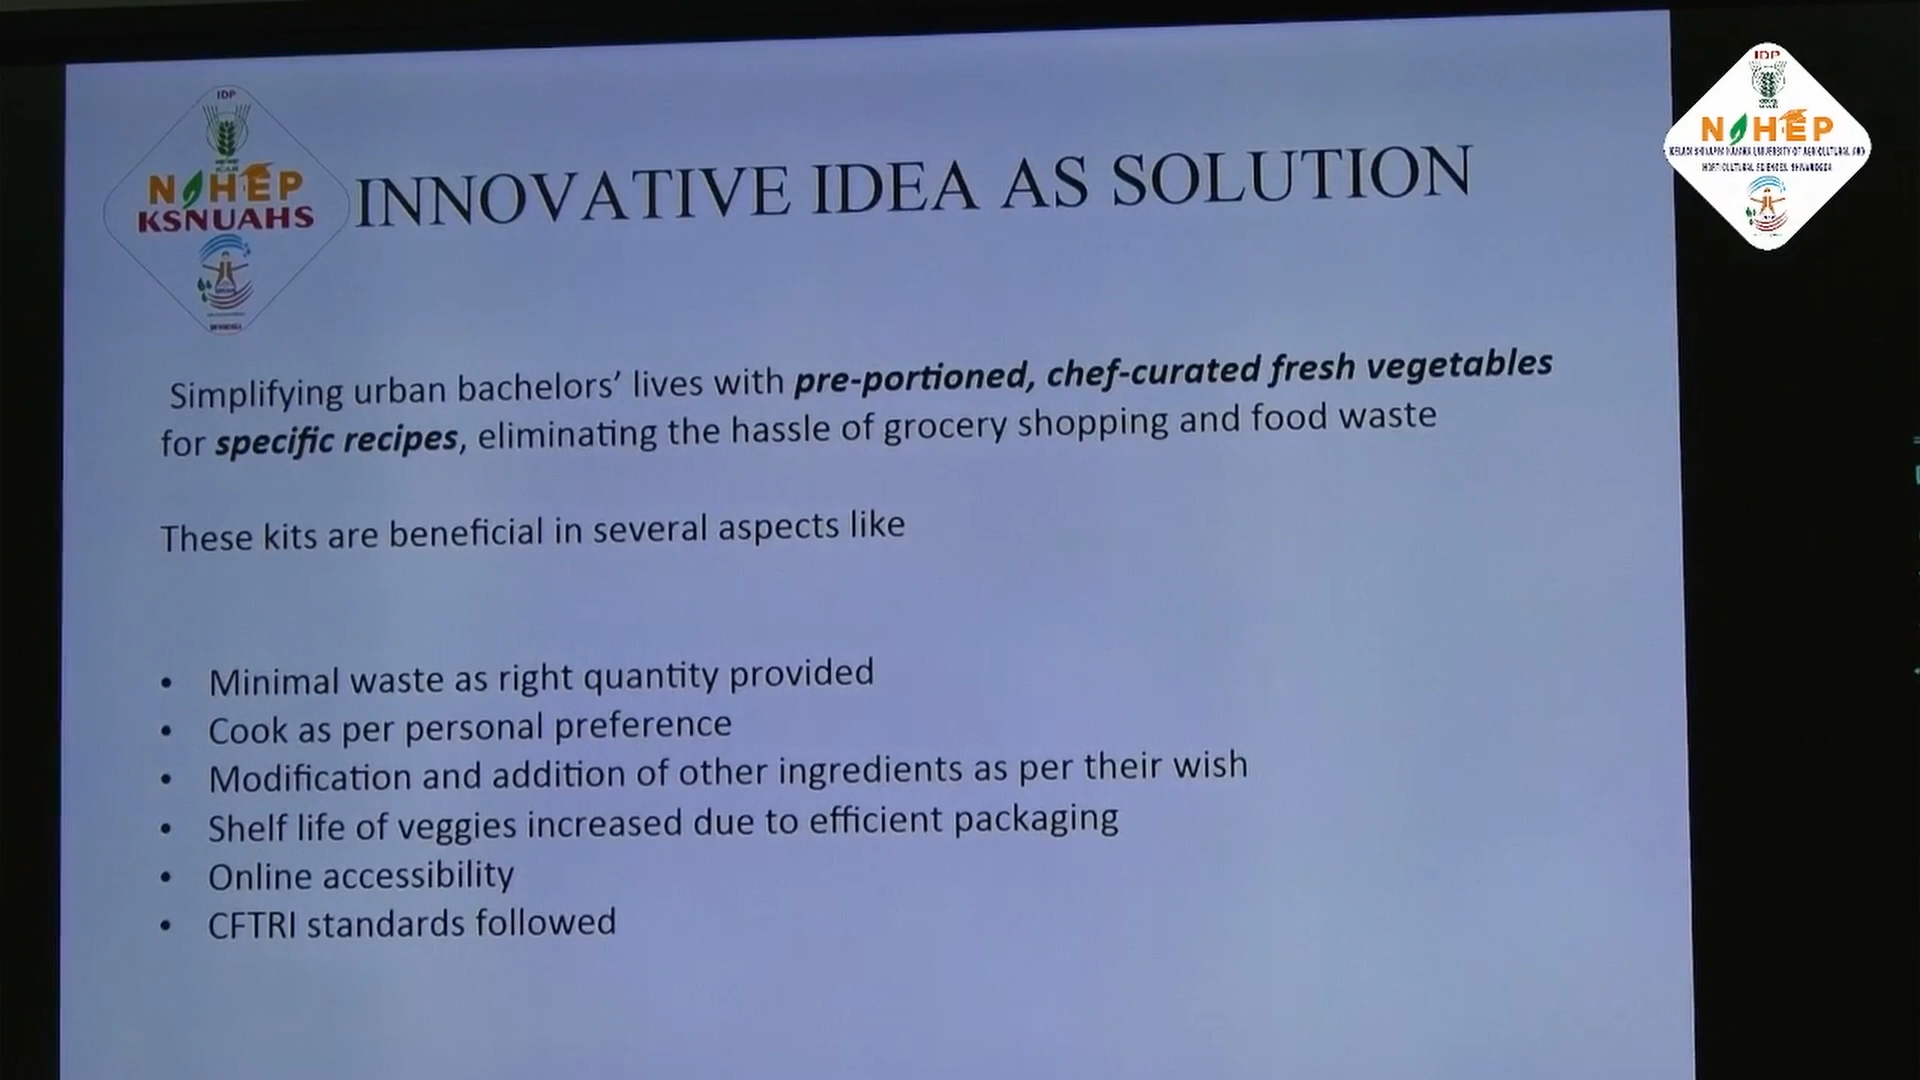 IDP
NAHEP
KSNUAHS
INNOVATIVE IDEA AS SOLUTION
IDP
NAHEP
Simplifying urban bachelors’ lives with pre-portioned, chef-curated fresh vegetables
for specific recipes, eliminating the hassle of grocery shopping and food waste
These kits are beneficial in several aspects like
• Minimal waste as right quantity provided
• Cook as per personal preference
• Modification and addition of other ingredients as per their wish
• Shelf life of veggies increased due to efficient packaging
• Online accessibility
• CFTRI standards followed